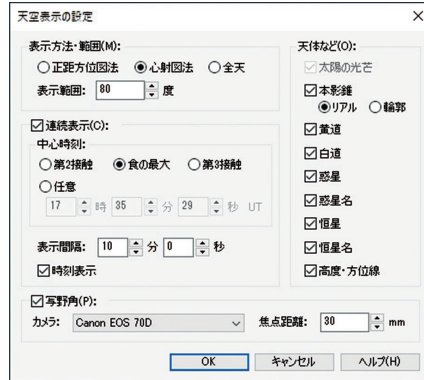 天空表示の設定
表示方法・範囲(M):
正距方位図法 心射図法 全天
表示範囲: 80 度
連続表示(C):
中心時刻:
第2接触 食の最大 第3接触
任意
17 時 35 分 29 秒 UT
表示間隔: 10 分 0 秒
時刻表示
天体など(O):
太陽の光芒
本影錐
リアル 輪郭
黄道
白道
惑星
惑星名
恒星
恒星名
高度・方位線
写野角(P):
カメラ: Canon EOS 70D 焦点距離: 30 mm
OK キャンセル ヘルプ(H)